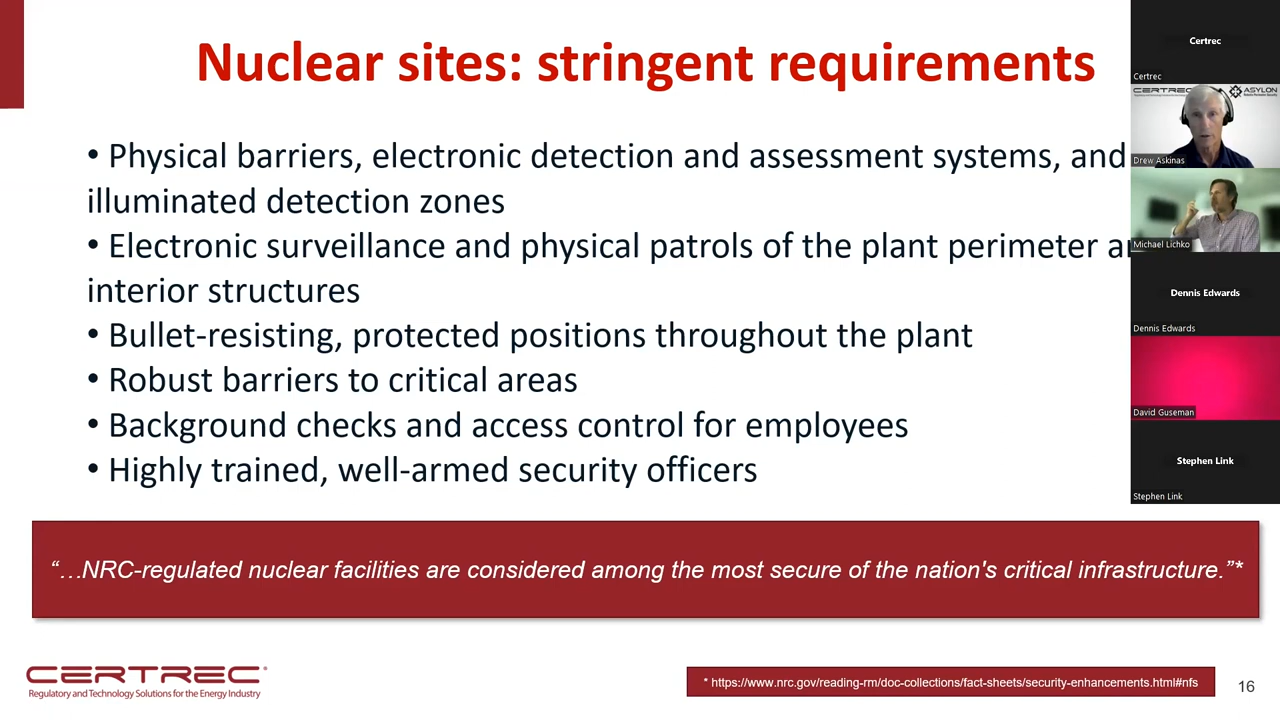 Nuclear sites: stringent requirements
• Physical barriers, electronic detection and assessment systems, and
illuminated detection zones
• Electronic surveillance and physical patrols of the plant perimeter
interior structures
• Bullet-resisting, protected positions throughout the plant
• Robust barriers to critical areas
• Background checks and access control for employees
• Highly trained, well-armed security officers
“…NRC-regulated nuclear facilities are considered among the most secure of the nation's critical infrastructure.”*
CERTREC®
Regulatory and Technology Solutions for the Energy Industry
* https://www.nrc.gov/reading-rm/doc-collections/fact-sheets/security-enhancements.html#nfs
16
Certrec
Certrec
CERTREC
ASYLON
Drew Askinas
Michael Lichko
Dennis Edwards
Dennis Edwards
David Guseman
Stephen Link
Stephen Link